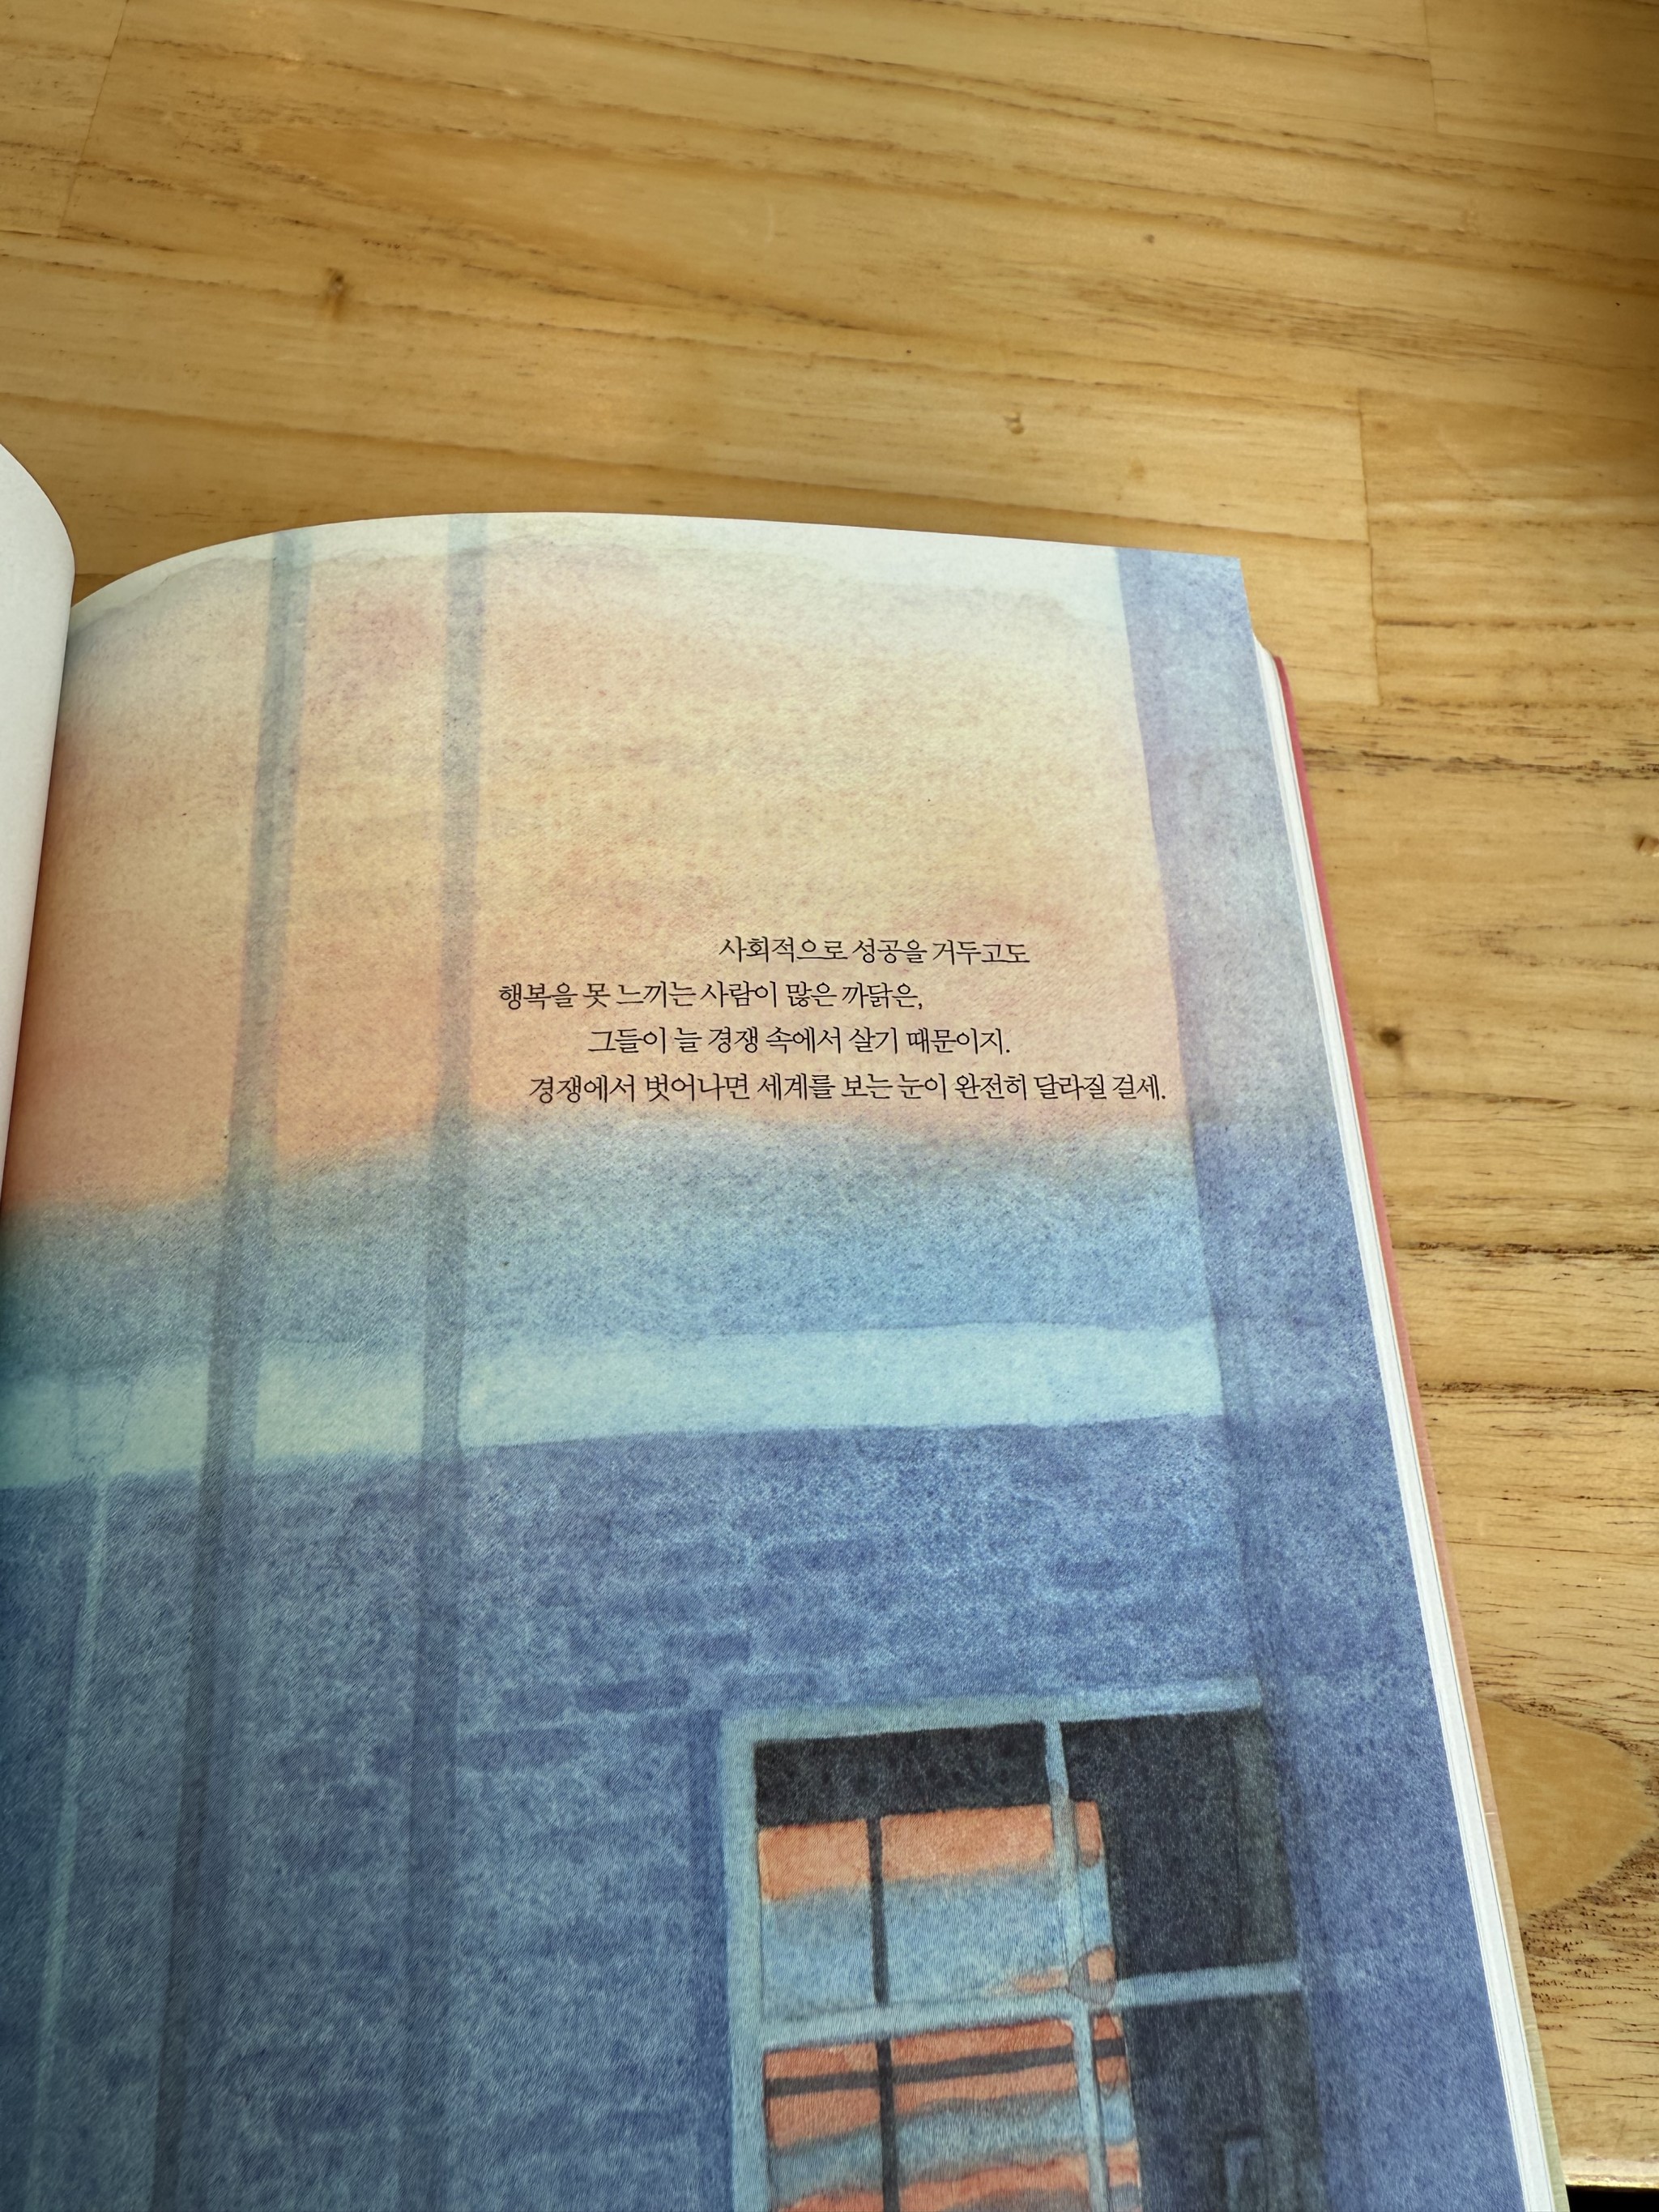 사회적으로 성공을 거두고도
행복을 못 느끼는 사람이 많은 까닭은,
그들이 늘 경쟁 속에서 살기 때문이지.
경쟁에서 벗어나면 세계를 보는 눈이 완전히 달라질 걸세.